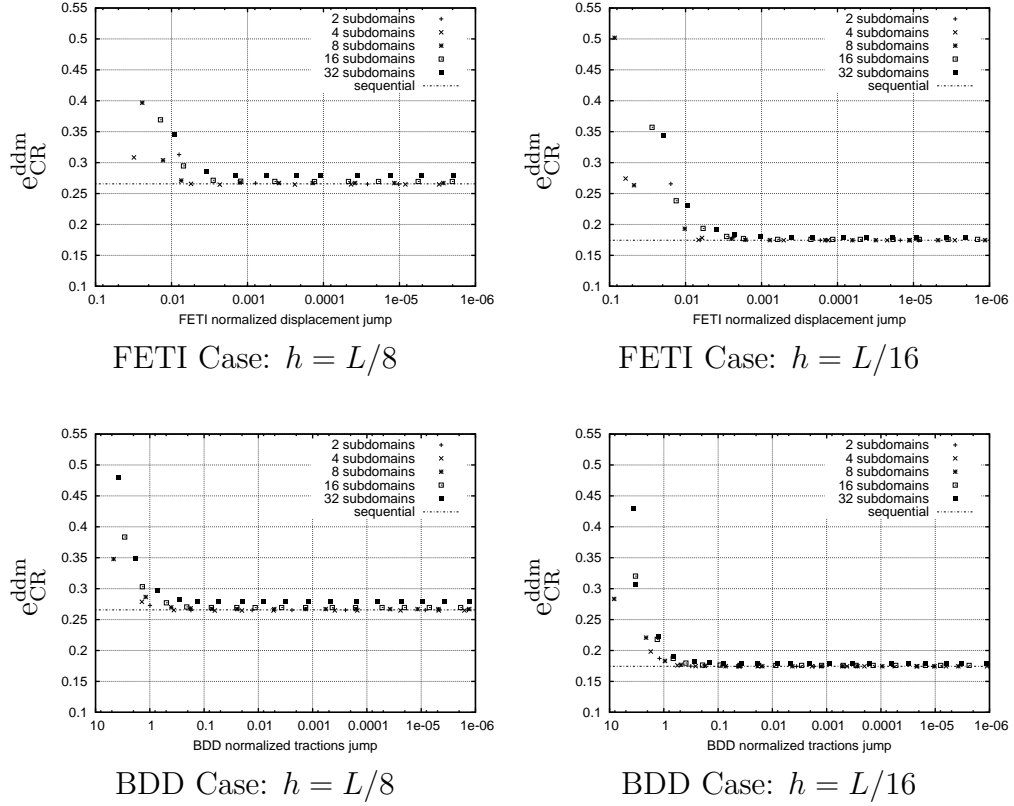 0.55
0.5
0.45
0.4
0.35
0.3
0.25
0.2
0.15
0.1
e_CR^ddm
2 subdomains
4 subdomains
8 subdomains
16 subdomains
32 subdomains
sequential
0.1 0.01 0.001 0.0001 1e-05 1e-06
FETI normalized displacement jump
FETI Case: h = L/8
0.55
0.5
0.45
0.4
0.35
0.3
0.25
0.2
0.15
0.1
e_CR^ddm
2 subdomains
4 subdomains
8 subdomains
16 subdomains
32 subdomains
sequential
0.1 0.01 0.001 0.0001 1e-05 1e-06
FETI normalized displacement jump
FETI Case: h = L/16
0.55
0.5
0.45
0.4
0.35
0.3
0.25
0.2
0.15
0.1
e_CR^ddm
2 subdomains
4 subdomains
8 subdomains
16 subdomains
32 subdomains
sequential
10 1 0.1 0.01 0.001 0.0001 1e-05 1e-06
BDD normalized tractions jump
BDD Case: h = L/8
0.55
0.5
0.45
0.4
0.35
0.3
0.25
0.2
0.15
0.1
e_CR^ddm
2 subdomains
4 subdomains
8 subdomains
16 subdomains
32 subdomains
sequential
10 1 0.1 0.01 0.001 0.0001 1e-05 1e-06
BDD normalized tractions jump
BDD Case: h = L/16